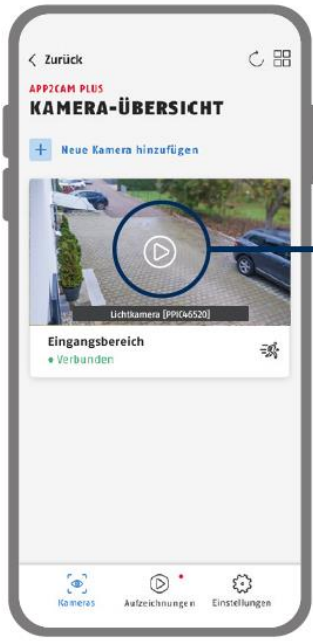 Zurück
APP2CAM PLUS
KAMERA-ÜBERSICHT
+ Neue Kamera hinzufügen
Lichtkamera [PPIC46520]
Eingangsbereich
• Verbunden
Kameras
Aufzeichnungen
Einstellungen